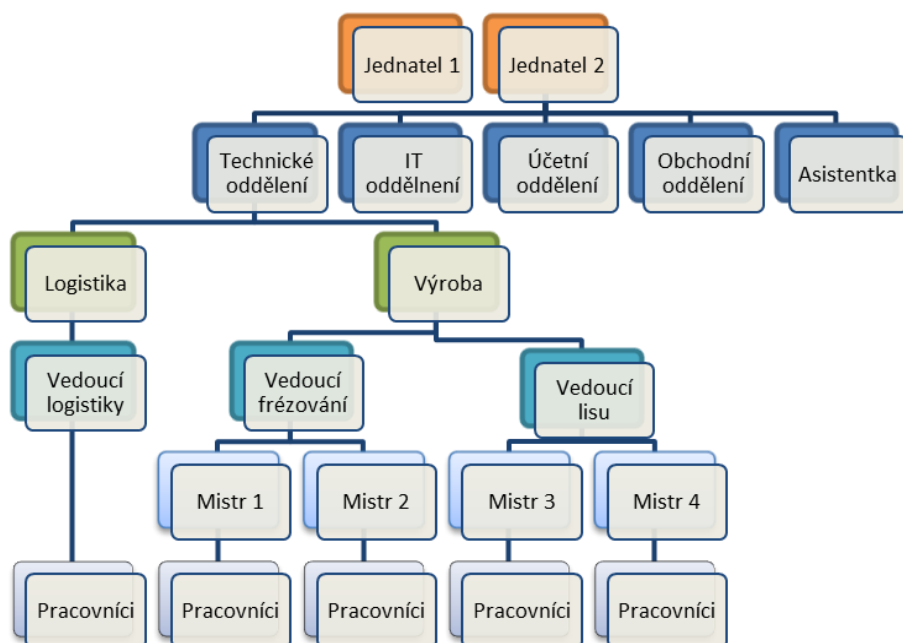 Jednatel 1
Jednatel 2
Technické
oddělení
IT
oddělnení
Účetní
oddělení
Obchodní
oddělení
Asistentka
Logistika
Výroba
Vedoucí
logistiky
Vedoucí
frézování
Vedoucí
lisu
Mistr 1
Mistr 2
Mistr 3
Mistr 4
Pracovníci
Pracovníci
Pracovníci
Pracovníci
Pracovníci